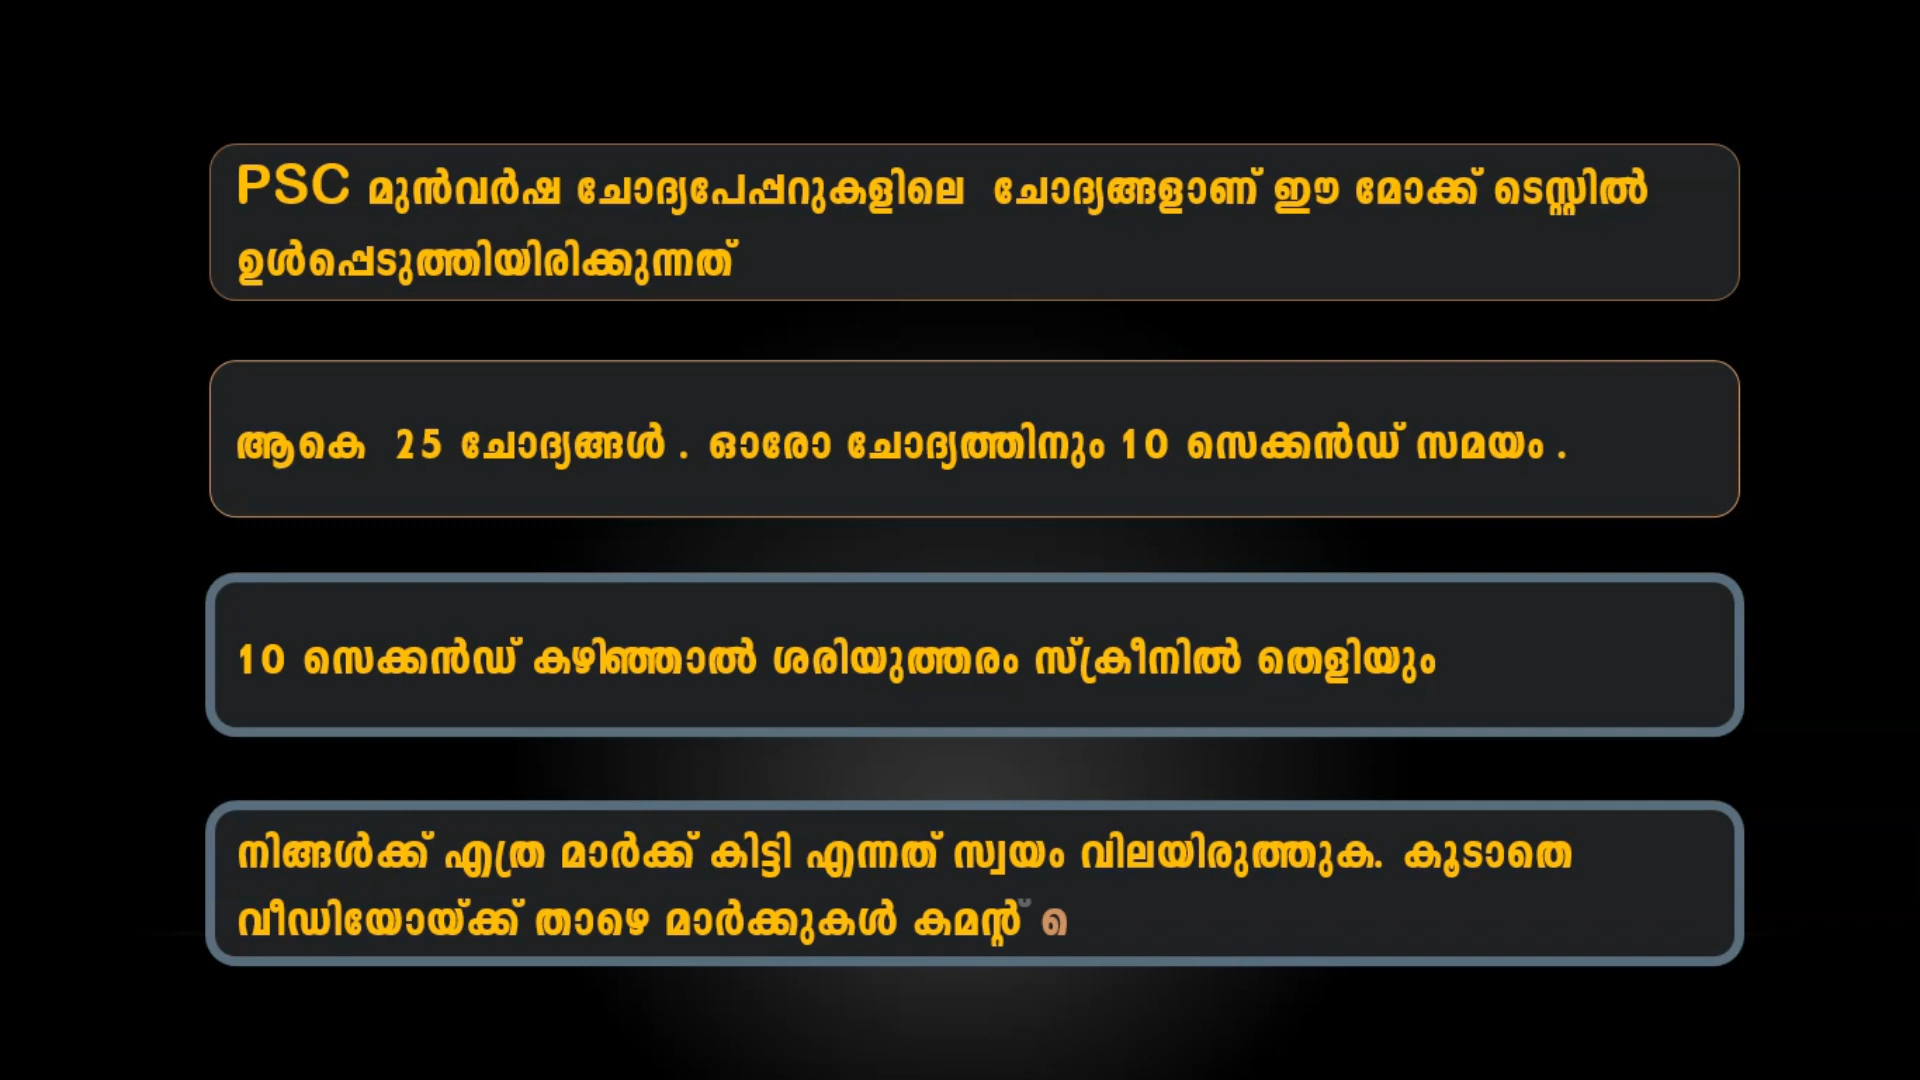 PSC മുൻവർഷ ചോദ്യപേപ്പറുകളിലെ ചോദ്യങ്ങളാണ് ഈ മോക്ക് ടെസ്റ്റിൽ
ഉൾപ്പെടുത്തിയിരിക്കുന്നത്
ആകെ 25 ചോദ്യങ്ങൾ . ഓരോ ചോദ്യത്തിനും 10 സെക്കൻഡ് സമയം .
10 സെക്കൻഡ് കഴിഞ്ഞാൽ ശരിയുത്തരം സ്ക്രീനിൽ തെളിയും
നിങ്ങൾക്ക് എത്ര മാർക്ക് കിട്ടി എന്നത് സ്വയം വിലയിരുത്തുക. കൂടാതെ
വീഡിയോയ്ക്ക് താഴെ മാർക്കുകൾ കമന്റ്